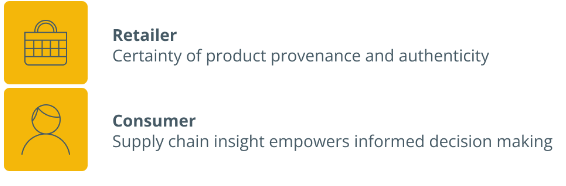 Retailer
Certainty of product provenance and authenticity
Consumer
Supply chain insight empowers informed decision making